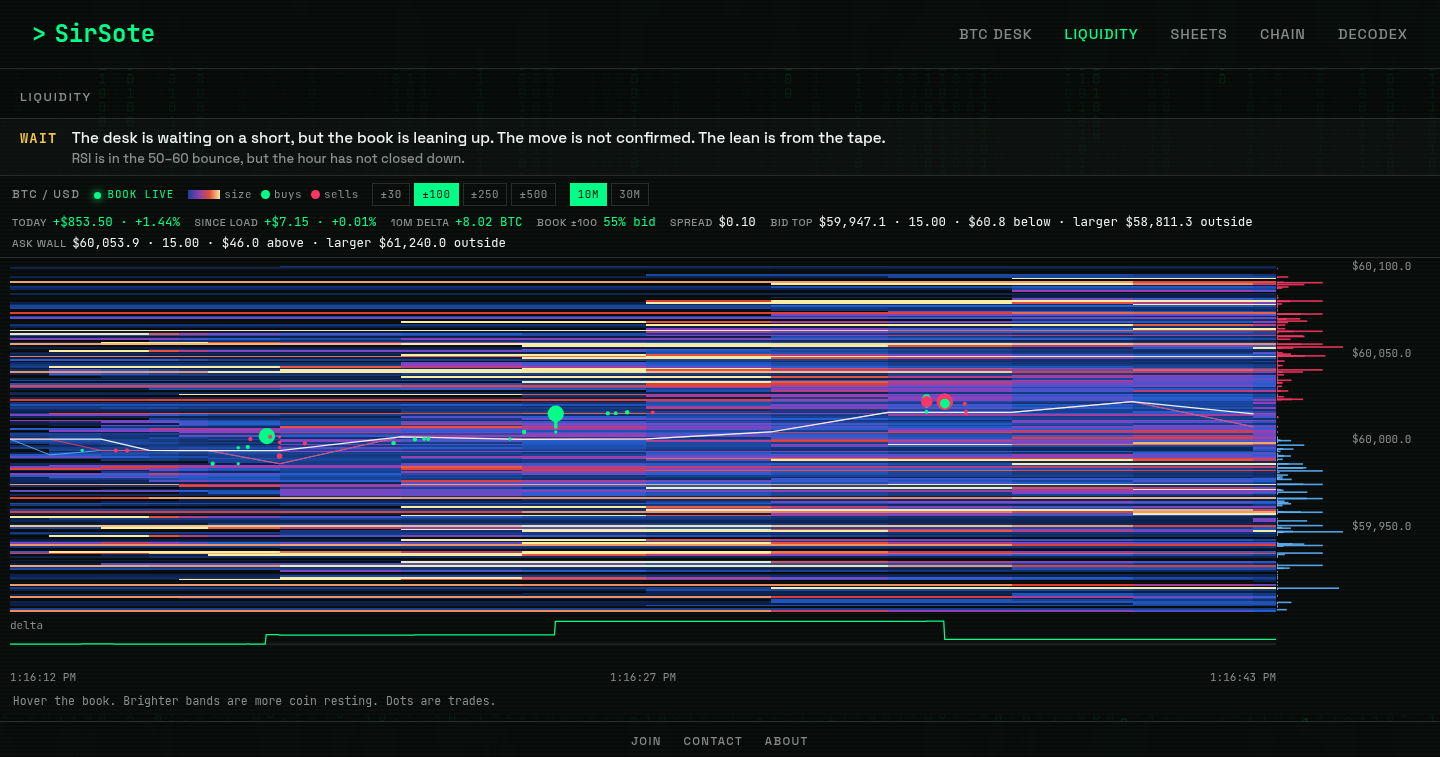 > SirSote
BTC DESK LIQUIDITY SHEETS CHAIN DECODEX
LIQUIDITY
WAIT The desk is waiting on a short, but the book is leaning up. The move is not confirmed. The lean is from the tape.
RSI is in the 50–60 bounce, but the hour has not closed down.
BTC / USD BOOK LIVE size buys sells ±30 ±100 ±250 ±500 10M 30M
TODAY +$853.50 · +1.44% SINCE LOAD +$7.15 · +0.01% 10M DELTA +8.02 BTC BOOK ±100 55% bid SPREAD $0.10 BID TOP $59,947.1 · 15.00 · $60.8 below · larger $58,811.3 outside
ASK WALL $60,053.9 · 15.00 · $46.0 above · larger $61,240.0 outside
$60,100.0
$60,050.0
$60,000.0
$59,950.0
delta
1:16:12 PM 1:16:27 PM 1:16:43 PM
Hover the book. Brighter bands are more coin resting. Dots are trades.
JOIN CONTACT ABOUT